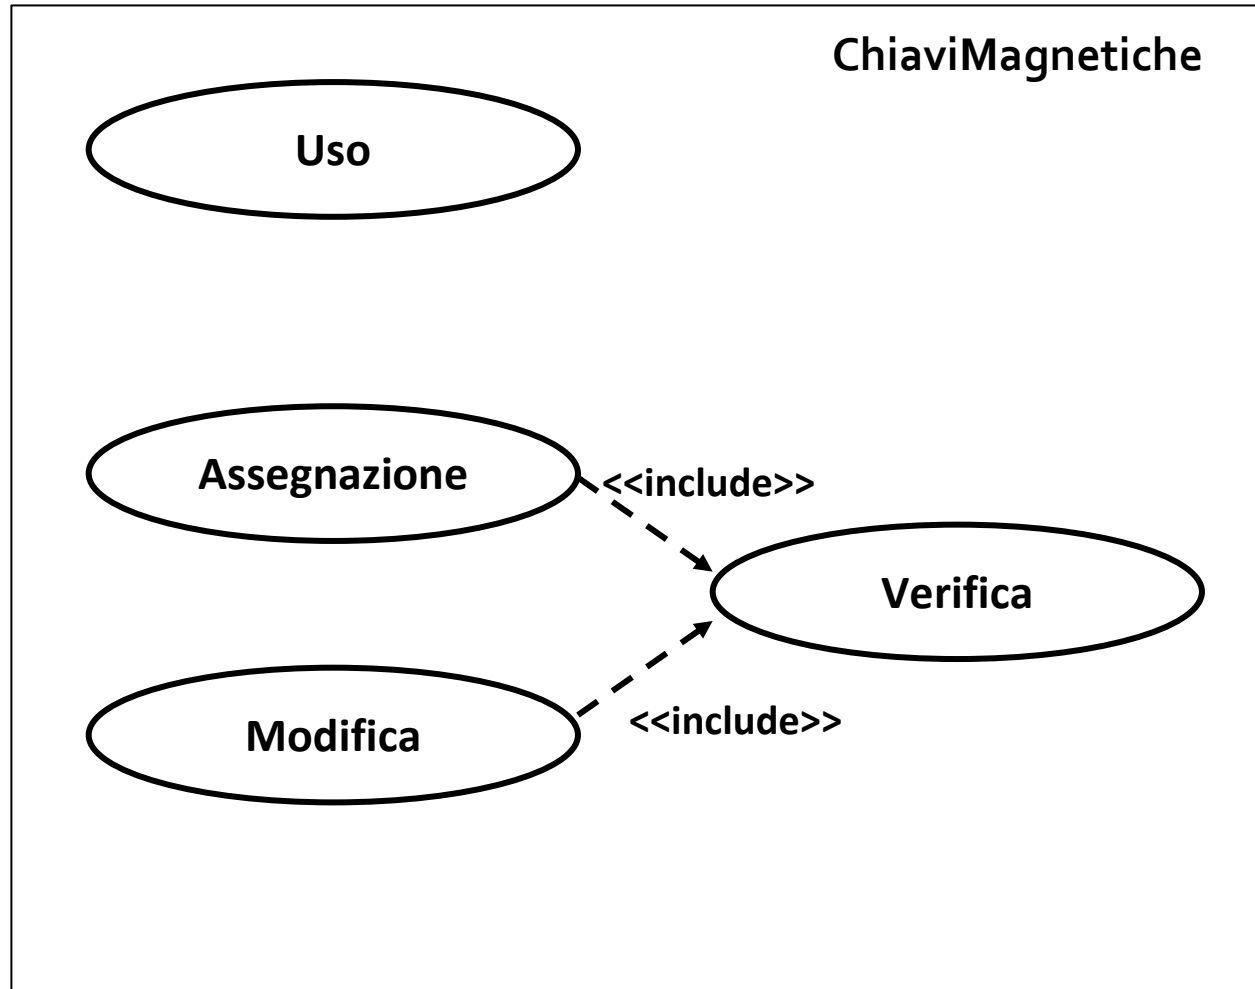 ChiaviMagnetiche
Uso
Assegnazione
<<include>>
Verifica
Modifica
<<include>>